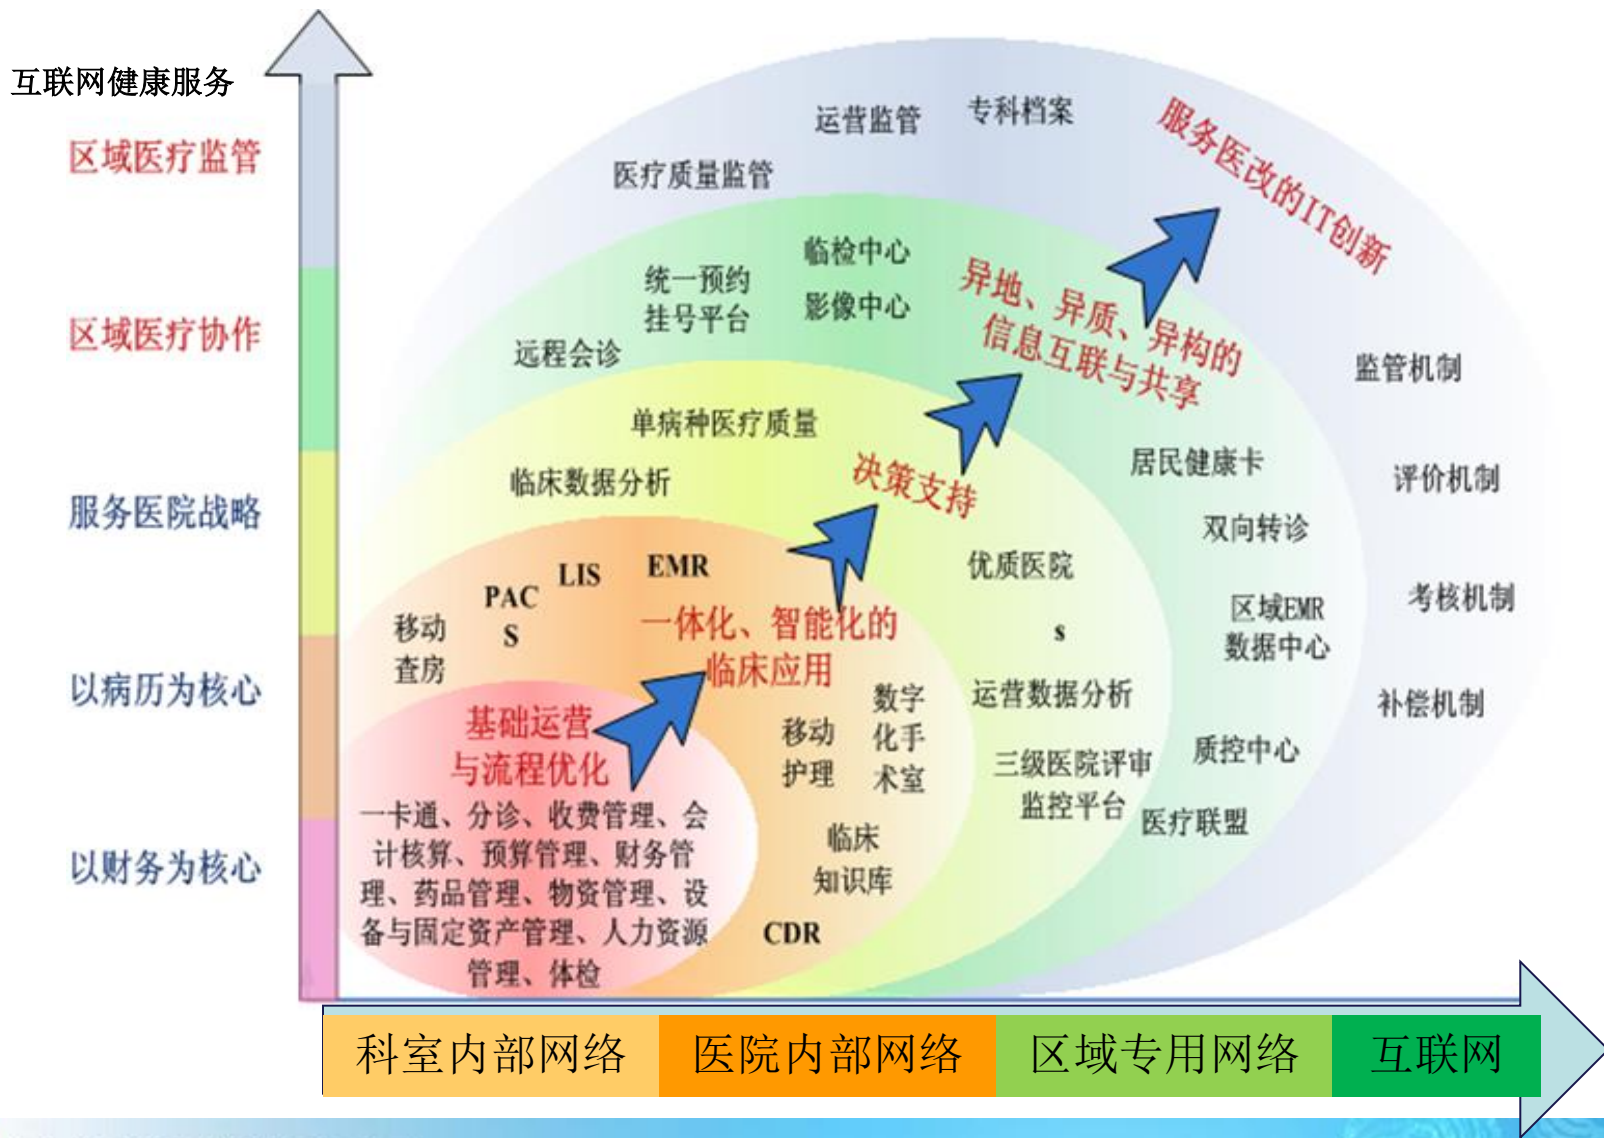 互联网健康服务
区域医疗监管
区域医疗协作
服务医院战略
以病历为核心
以财务为核心
运营监管
专科档案
医疗质量监管
服务医改的IT创新
监管机制
评价机制
考核机制
补偿机制
临检中心
影像中心
统一预约
挂号平台
远程会诊
异地、异质、异构的
信息互联与共享
居民健康卡
双向转诊
区域EMR
数据中心
质控中心
医疗联盟
单病种医疗质量
临床数据分析
决策支持
优质医院
s
运营数据分析
三级医院评审
监控平台
EMR
LIS
PAC
S
移动
查房
一体化、智能化的
临床应用
数字
化手
术室
移动
护理
临床
知识库
CDR
基础运营
与流程优化
一卡通、分诊、收费管理、会
计核算、预算管理、财务管
理、药品管理、物资管理、设
备与固定资产管理、人力资源
管理、体检
科室内部网络
医院内部网络
区域专用网络
互联网